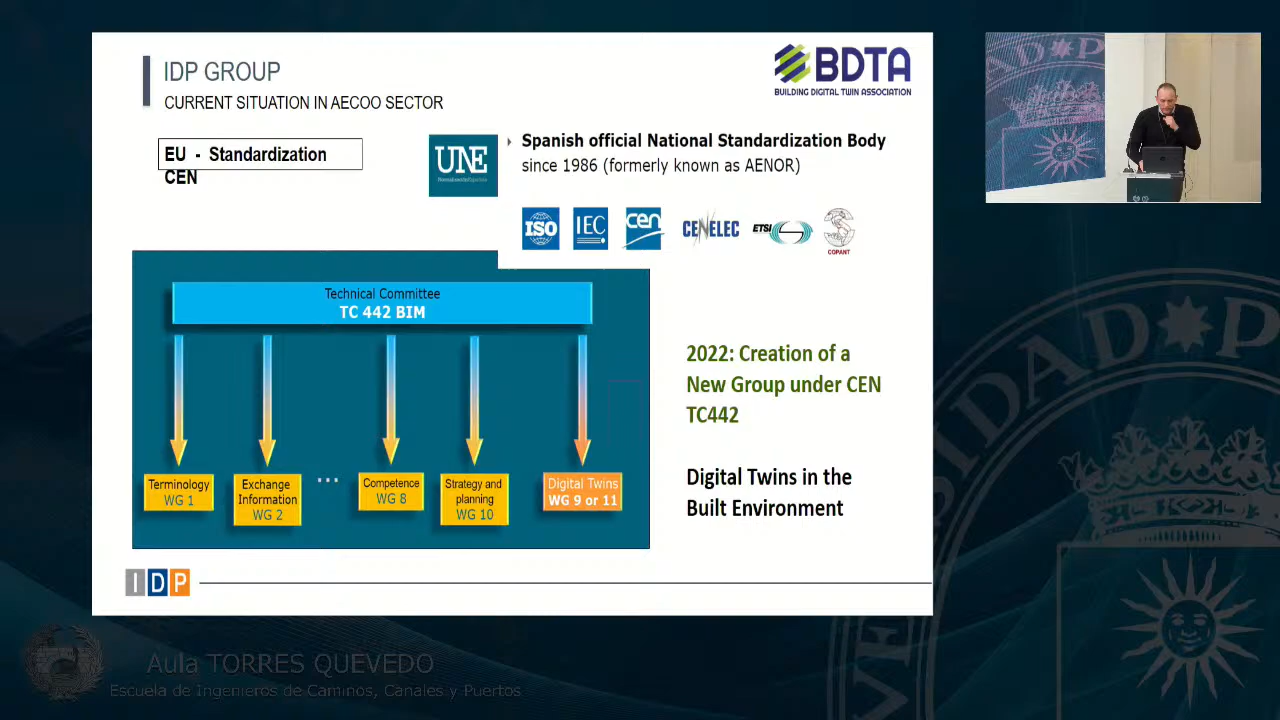 IDP GROUP
CURRENT SITUATION IN AECOO SECTOR
BDTA
BUILDING DIGITAL TWIN ASSOCIATION
EU - Standardization
CEN
UNE
Spanish official National Standardization Body
since 1986 (formerly known as AENOR)
ISO
IEC
cen
CENELEC
ETSI
COPANT
Technical Committee
TC 442 BIM
Terminology
WG 1
Exchange
Information
WG 2
...
Competence
WG 8
Strategy and
planning
WG 10
Digital Twins
WG 9 or 11
2022: Creation of a
New Group under CEN
TC442
Digital Twins in the
Built Environment
IDP
Aula TORRES QUEVEDO
Escuela de Ingenieros de Caminos, Canales y Puertos